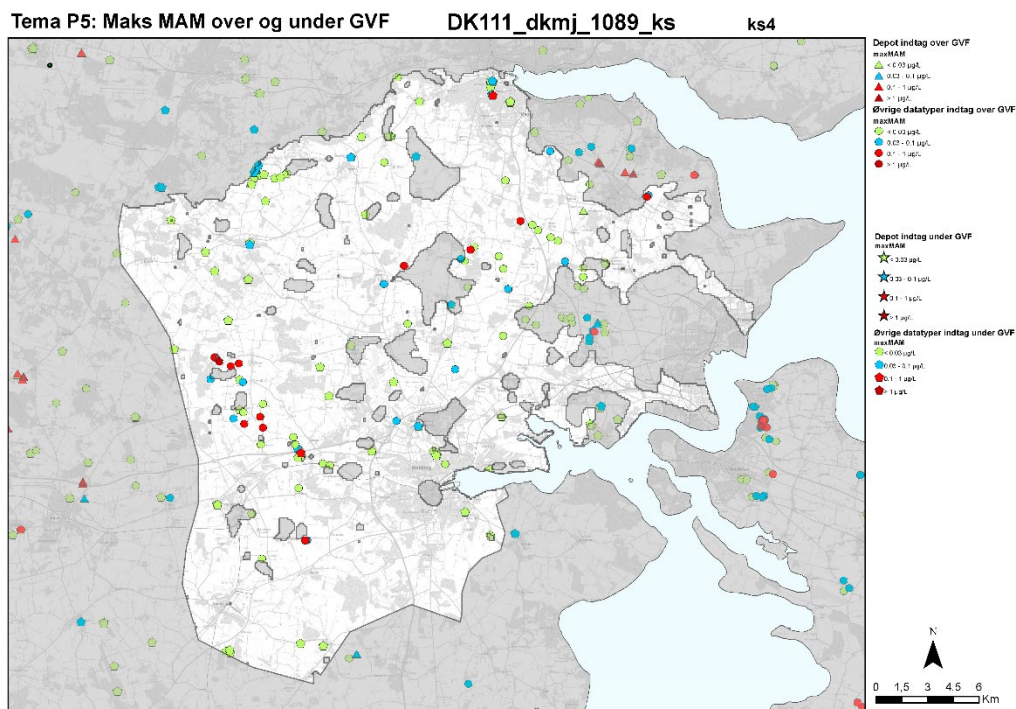 Tema P5: Maks MAM over og under GVF
DK111_dkmj_1089_ks
ks4
Depot indtag over GVF
maxMAM
< 0.03 µg/L
0.03 - 0.1 µg/L
0.1 - 1 µg/L
> 1 µg/L
Øvrige datatyper indtag over GVF
maxMAM
< 0.03 µg/L
0.03 - 0.1 µg/L
0.1 - 1 µg/L
> 1 µg/L
Depot indtag under GVF
maxMAM
< 0.03 µg/L
0.03 - 0.1 µg/L
0.1 - 1 µg/L
> 1 µg/L
Øvrige datatyper indtag under GVF
maxMAM
< 0.03 µg/L
0.03 - 0.1 µg/L
0.1 - 1 µg/L
> 1 µg/L
N
0 1,5 3 4.5 6
Km